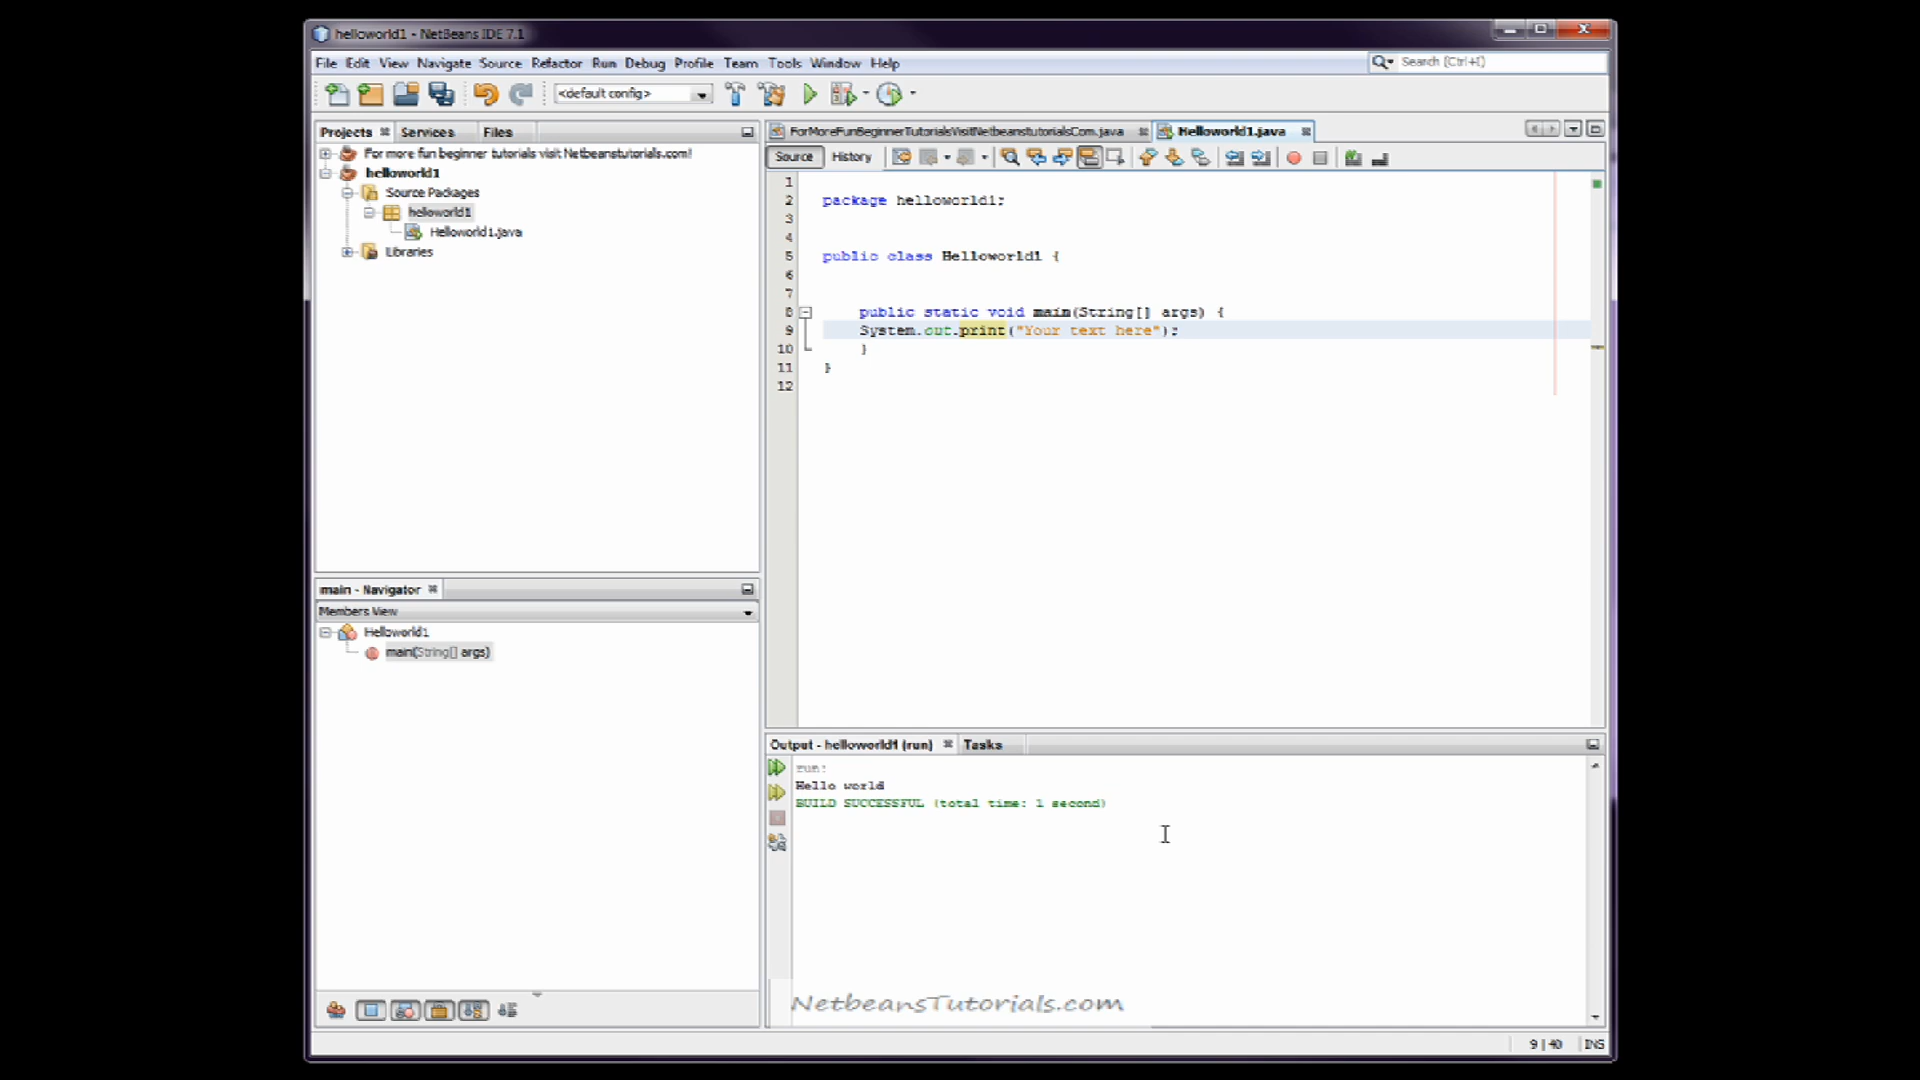 helloworld1 - NetBeans IDE 7.1
File Edit View Navigate Source Refactor Run Debug Profile Team Tools Window Help
Search (Ctrl+I)
<default config>
Projects Services Files
For more fun beginner tutorials visit Netbeanstutorials.com!
helloworld1
Source Packages
helloworld1
Helloworld1.java
Libraries
ForMoreFunBeginnerTutorialsVisitNetbeanstutorialsCom.java Helloworld1.java
Source History
1
2 package helloworld1;
3
4
5 public class Helloworld1 {
6
7
8 public static void main(String[] args) {
9 System.out.print("Your text here");
10 }
11 }
12
main - Navigator
Members View
Helloworld1
main(String[] args)
Output - helloworld1 (run) Tasks
run:
Hello world
BUILD SUCCESSFUL (total time: 1 second)
NetbeansTutorials.com
9 | 40 INS